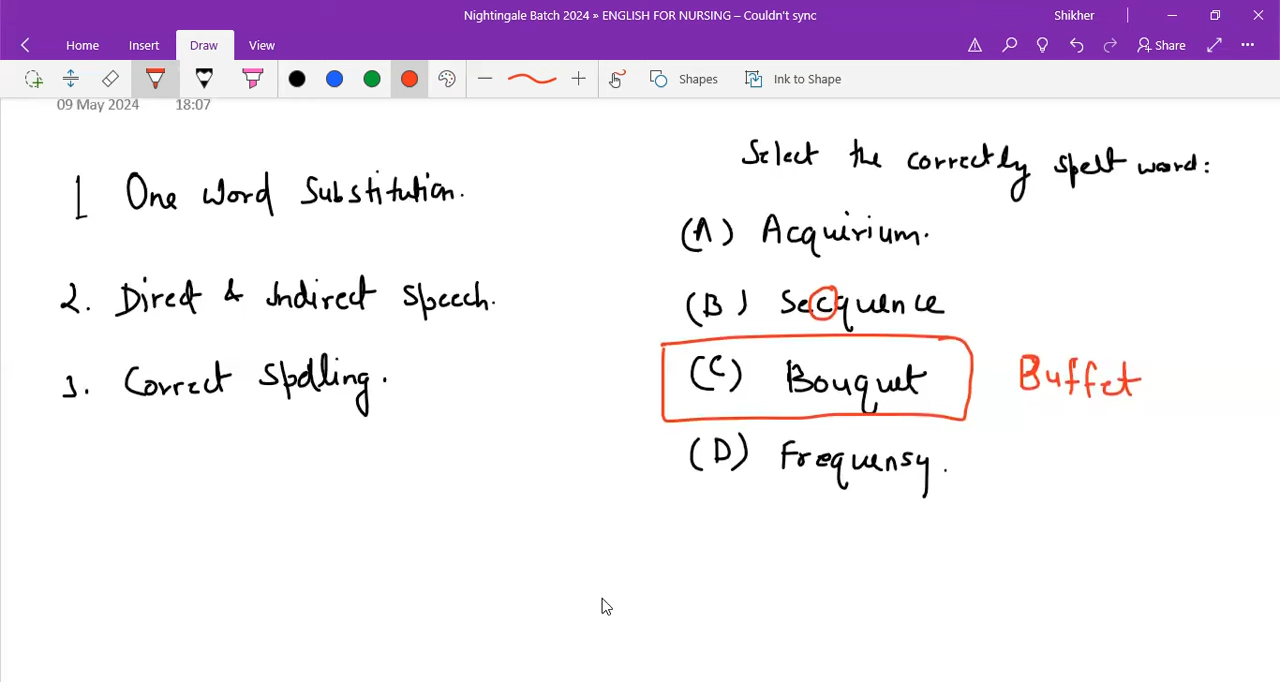 Nightingale Batch 2024 » ENGLISH FOR NURSING – Couldn't sync
Shikher
Home Insert Draw View
Share
Shapes
Ink to Shape
09 May 2024 18:07
1 One Word Substitution.
2. Direct & Indirect Speech.
3. Correct Spelling.
Select the correctly spelt word:
(A) Acquirium.
(B) Secquence
(C) Bouquet
Buffet
(D) Frequensy.